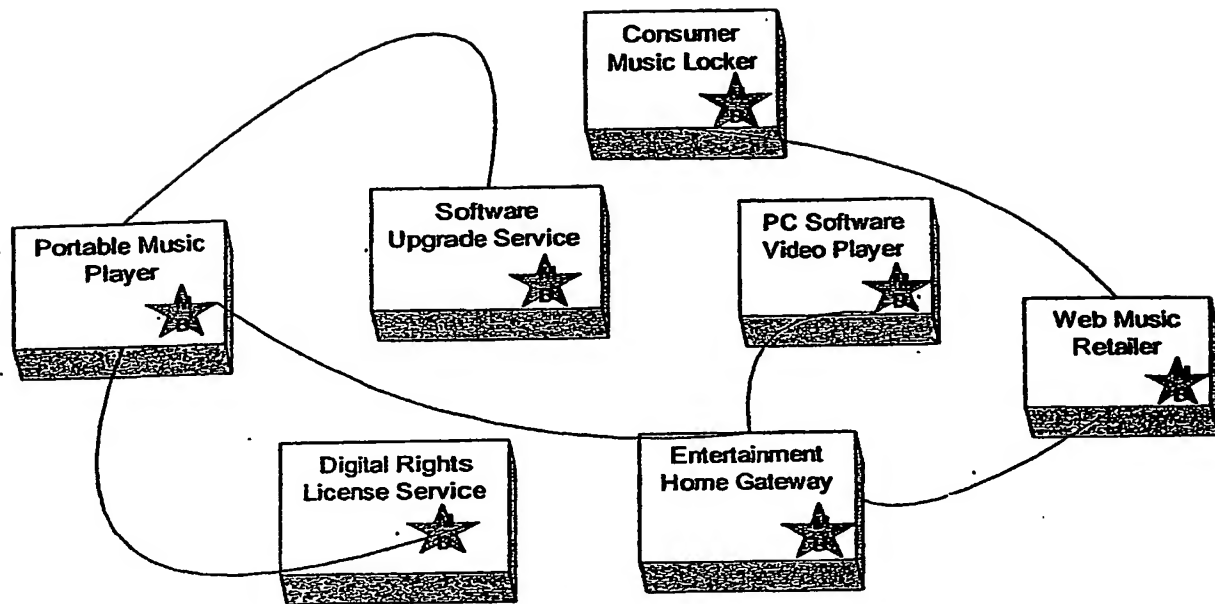 Consumer
Music Locker
Software
Upgrade Service
PC Software
Video Player
Portable Music
Player
Web Music
Retailer
Digital Rights
License Service
Entertainment
Home Gateway